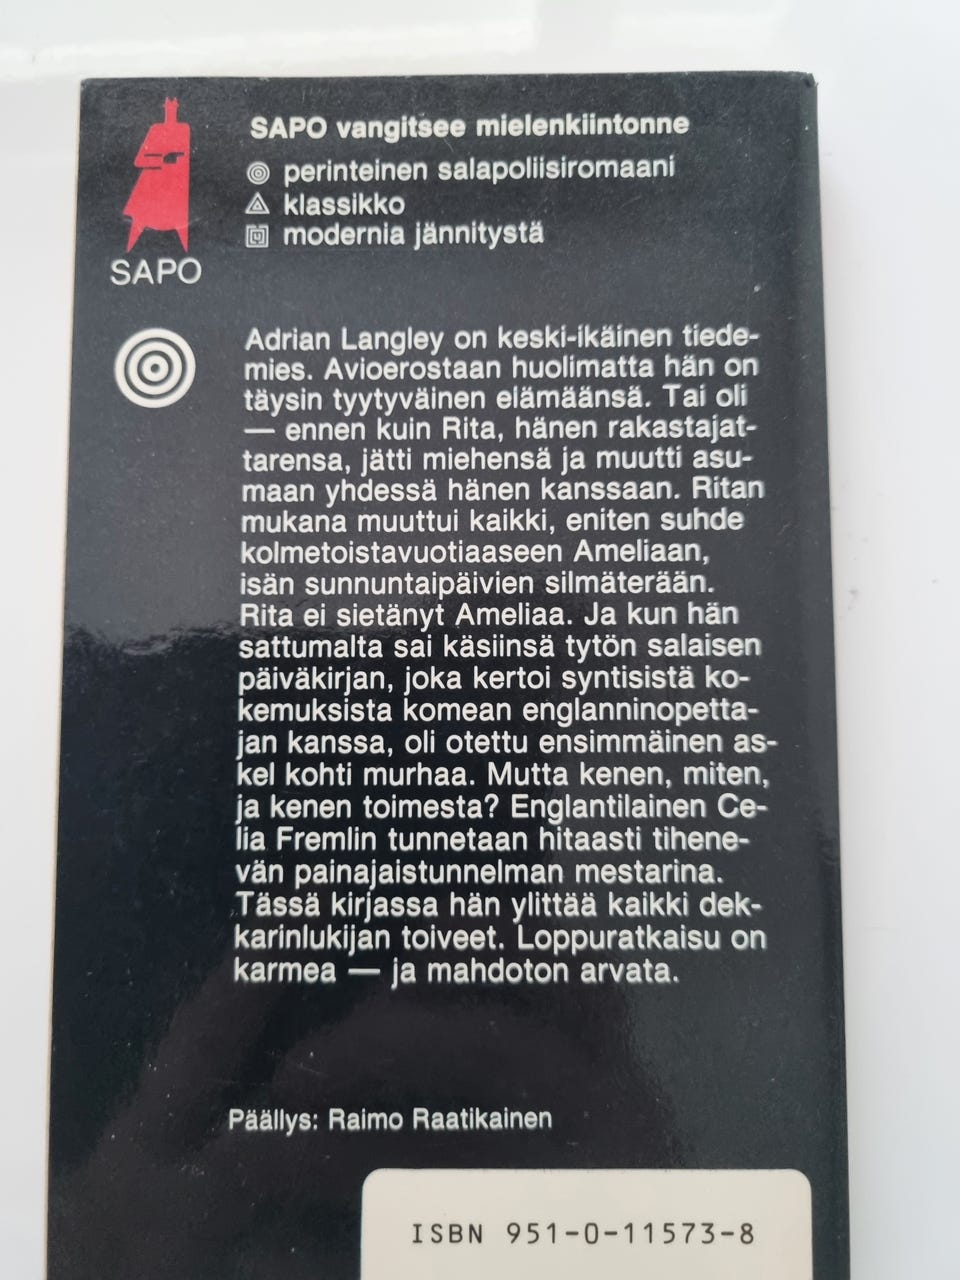 SAPO vangitsee mielenkiintonne
perinteinen salapoliisiromaani
klassikko
modernia jännitystä
SAPO
Adrian Langley on keski-ikäinen tiede-
mies. Avioerostaan huolimatta hän on
täysin tyytyväinen elämäänsä. Tai oli
— ennen kuin Rita, hänen rakastajat-
tarensa, jätti miehensä ja muutti asu-
maan yhdessä hänen kanssaan. Ritan
mukana muuttui kaikki, eniten suhde
kolmetoistavuotiaaseen Ameliaan,
isän sunnuntaipäivien silmäterään.
Rita ei sietänyt Ameliaa. Ja kun hän
sattumalta sai käsiinsä tytön salaisen
päiväkirjan, joka kertoi syntisistä ko-
kemuksista komean englanninopetta-
jan kanssa, oli otettu ensimmäinen as-
kel kohti murhaa. Mutta kenen, miten,
ja kenen toimesta? Englantilainen Ce-
lia Fremlin tunnetaan hitaasti tihene-
vän painajaistunnelman mestarina.
Tässä kirjassa hän ylittää kaikki dek-
karinlukijan toiveet. Loppuratkaisu on
karmea — ja mahdoton arvata.
Päällys: Raimo Raatikainen
ISBN 951-0-11573-8